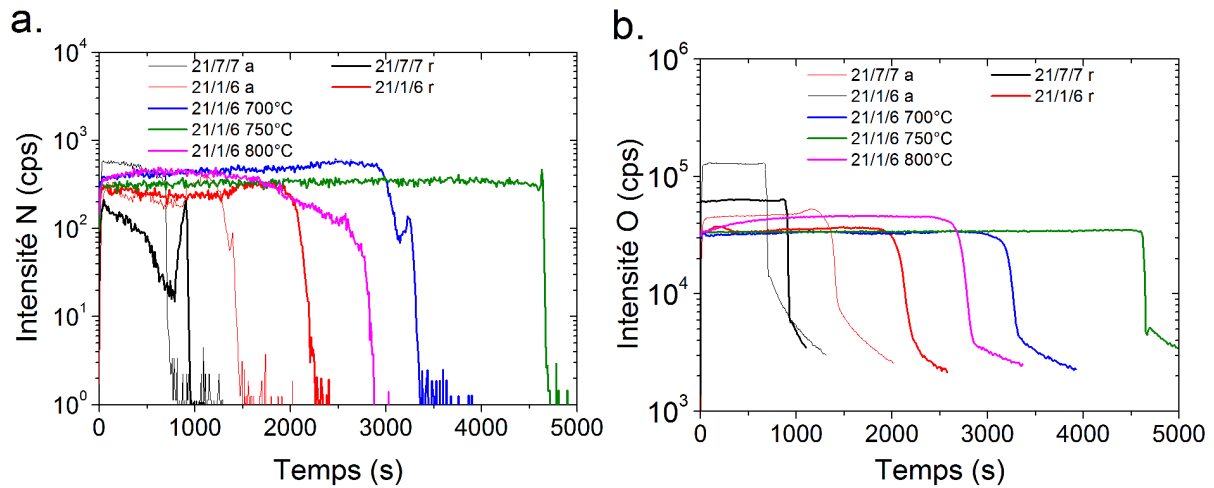 a.
10⁴
10³
10²
10¹
10⁰
Intensité N (cps)
21/7/7 a
21/7/7 r
21/1/6 a
21/1/6 r
21/1/6 700°C
21/1/6 750°C
21/1/6 800°C
0
1000
2000
3000
4000
5000
Temps (s)
b.
10⁶
10⁵
10⁴
10³
Intensité O (cps)
21/7/7 a
21/7/7 r
21/1/6 a
21/1/6 r
21/1/6 700°C
21/1/6 750°C
21/1/6 800°C
0
1000
2000
3000
4000
5000
Temps (s)